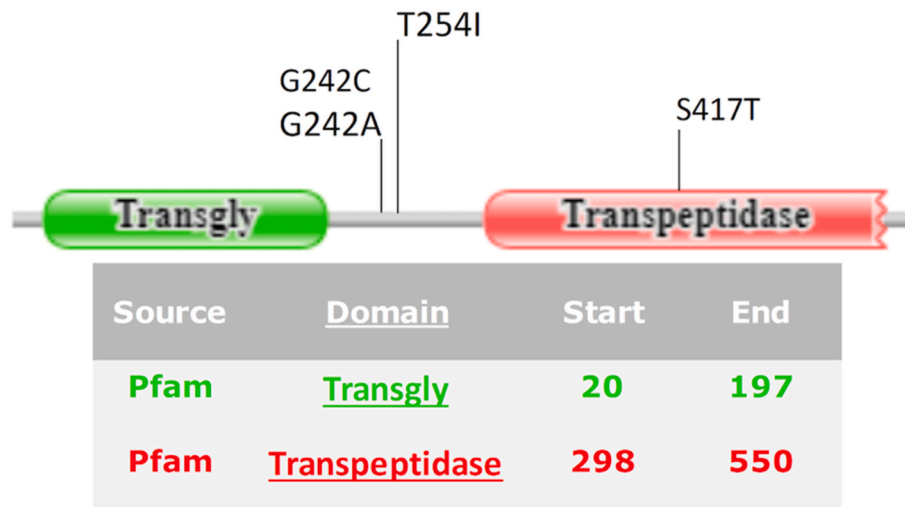 T254I
G242C
G242A
S417T
Transgly Transpeptidase
Source Domain Start End
Pfam Transgly 20 197
Pfam Transpeptidase 298 550